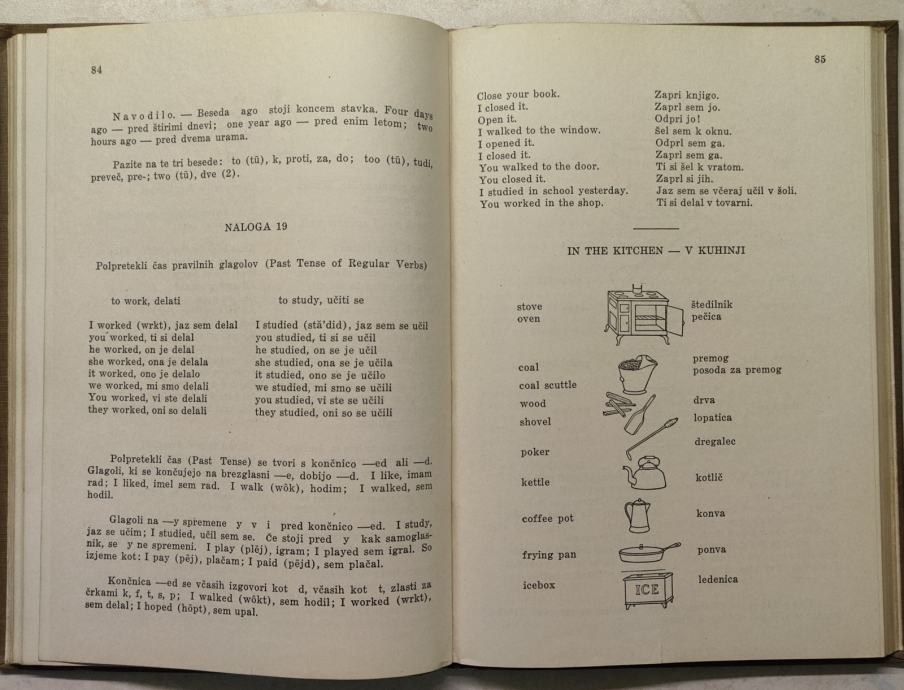 84
Navodilo. — Beseda ago stoji koncem stavka. Four days
ago — pred štirimi dnevi; one year ago — pred enim letom; two
hours ago — pred dvema urama.
Pazite na te tri besede: to (tū), k, proti, za, do; too (tū), tudi,
preveč, pre-; two (tū), dve (2).
NALOGA 19
Polpretekli čas pravilnih glagolov (Past Tense of Regular Verbs)
to work, delati
I worked (wrkt), jaz sem delal
you worked, ti si delal
he worked, on je delal
she worked, ona je delala
it worked, ono je delalo
we worked, mi smo delali
You worked, vi ste delali
they worked, oni so delali
to study, učiti se
I studied (stă'did), jaz sem se učil
you studied, ti si se učil
he studied, on se je učil
she studied, ona se je učila
it studied, ono se je učilo
we studied, mi smo se učili
you studied, vi ste se učili
they studied, oni so se učili
Polpretekli čas (Past Tense) se tvori s končnico —ed ali —d.
Glagoli, ki se končujejo na brezglasni —e, dobijo —d. I like, imam
rad; I liked, imel sem rad. I walk (wôk), hodim; I walked, sem
hodil.
Glagoli na —y spremene y v i pred končnico —ed. I study,
jaz se učim; I studied, učil sem se. Če stoji pred y kak samoglas-
nik, se y ne spremeni. I play (plēj), igram; I played sem igral. So
izjeme kot: I pay (pēj), plačam; I paid (pējd), sem plačal.
Končnica —ed se včasih izgovori kot d, včasih kot t, zlasti za
črkami k, f, t, s, p; I walked (wôkt), sem hodil; I worked (wrkt),
sem delal; I hoped (hōpt), sem upal.
85
Close your book. Zapri knjigo.
I closed it. Zaprl sem jo.
Open it. Odpri jo!
I walked to the window. Šel sem k oknu.
I opened it. Odprl sem ga.
I closed it. Zaprl sem ga.
You walked to the door. Ti si šel k vratom.
You closed it. Zaprl si jih.
I studied in school yesterday. Jaz sem se včeraj učil v šoli.
You worked in the shop. Ti si delal v tovarni.
IN THE KITCHEN — V KUHINJI
stove štedilnik
oven pečica
coal premog
coal scuttle posoda za premog
wood drva
shovel lopatica
poker dregalec
kettle kotlič
coffee pot konva
frying pan ponva
icebox ledenica
ICE